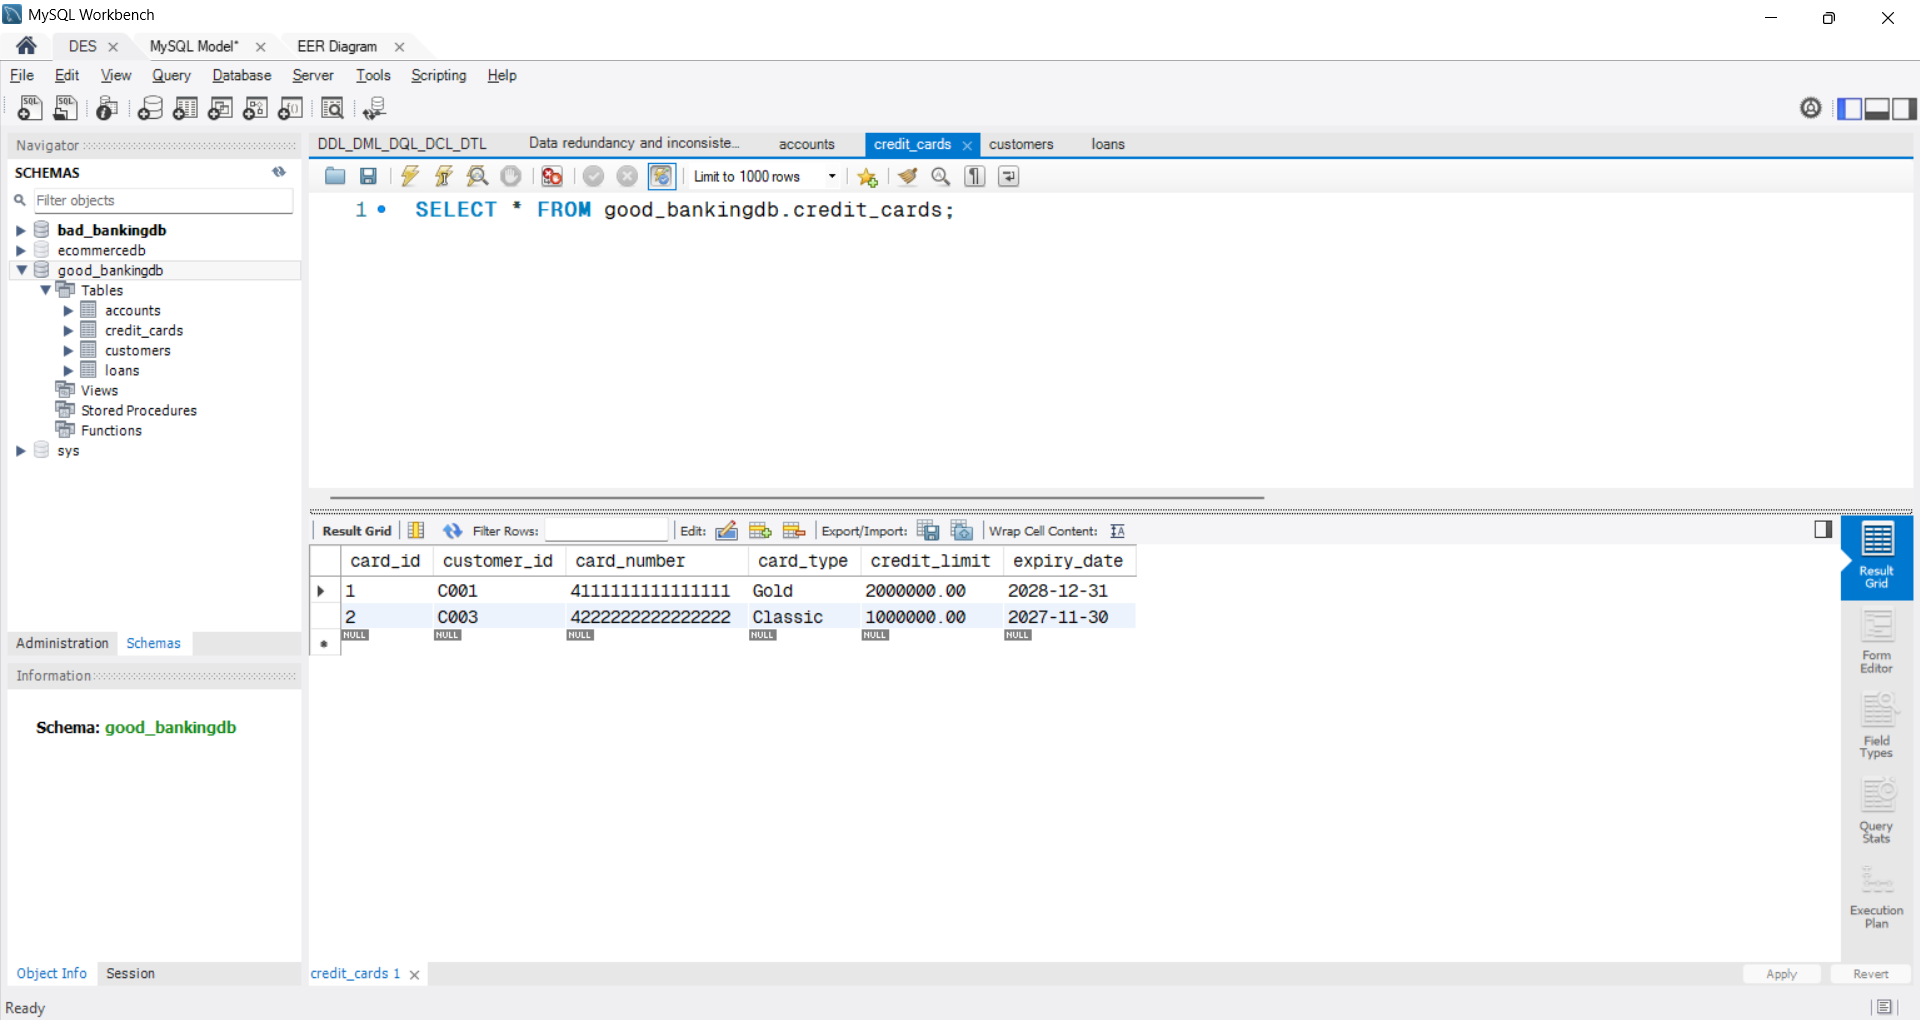 MySQL Workbench
DES MySQL Model* EER Diagram
File Edit View Query Database Server Tools Scripting Help
Navigator
SCHEMAS
Filter objects
bad_bankingdb
ecommercedb
good_bankingdb
Tables
accounts
credit_cards
customers
loans
Views
Stored Procedures
Functions
sys
Administration Schemas
Information
Schema: good_bankingdb
Object Info Session
DDL_DML_DQL_DCL_DTL Data redundancy and inconsiste... accounts credit_cards customers loans
Limit to 1000 rows
1 SELECT * FROM good_bankingdb.credit_cards;
Result Grid Filter Rows: Edit: Export/Import: Wrap Cell Content:
card_id customer_id card_number card_type credit_limit expiry_date
1 C001 4111111111111111 Gold 2000000.00 2028-12-31
2 C003 4222222222222222 Classic 1000000.00 2027-11-30
NULL NULL NULL NULL NULL NULL
Result
Grid
Form
Editor
Field
Types
Query
Stats
Execution
Plan
credit_cards 1 Apply Revert
Ready